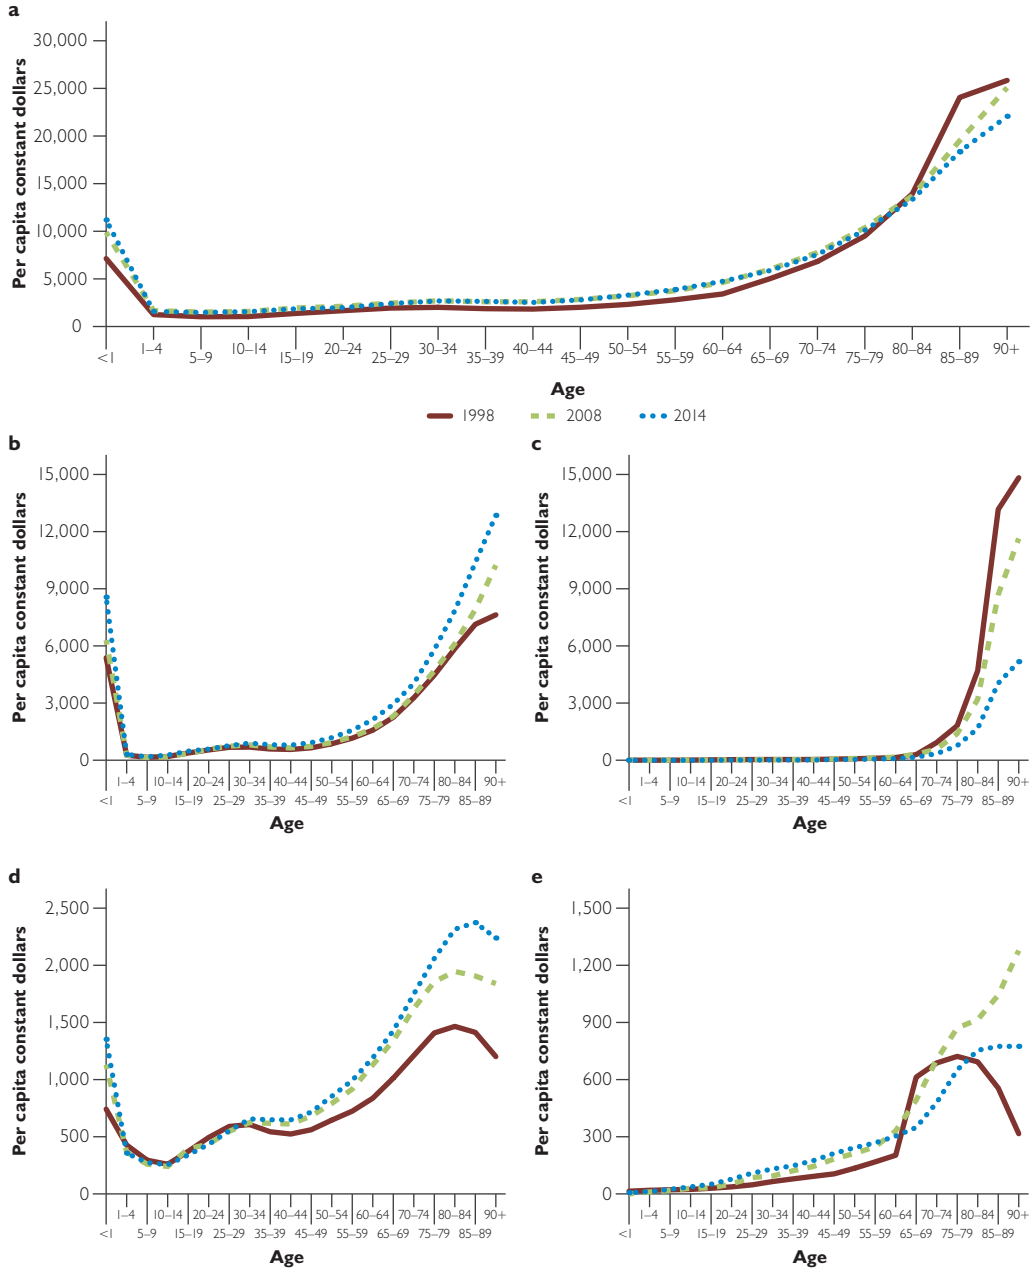 a
Per capita constant dollars
30,000
25,000
20,000
15,000
10,000
5,000
0
<1 1–4 5–9 10–14 15–19 20–24 25–29 30–34 35–39 40–44 45–49 50–54 55–59 60–64 65–69 70–74 75–79 80–84 85–89 90+
Age
1998 2008 2014
b
Per capita constant dollars
15,000
12,000
9,000
6,000
3,000
0
<1 1–4 5–9 10–14 15–19 20–24 25–29 30–34 35–39 40–44 45–49 50–54 55–59 60–64 65–69 70–74 75–79 80–84 85–89 90+
Age
c
Per capita constant dollars
15,000
12,000
9,000
6,000
3,000
0
<1 1–4 5–9 10–14 15–19 20–24 25–29 30–34 35–39 40–44 45–49 50–54 55–59 60–64 65–69 70–74 75–79 80–84 85–89 90+
Age
d
Per capita constant dollars
2,500
2,000
1,500
1,000
500
0
<1 1–4 5–9 10–14 15–19 20–24 25–29 30–34 35–39 40–44 45–49 50–54 55–59 60–64 65–69 70–74 75–79 80–84 85–89 90+
Age
e
Per capita constant dollars
1,500
1,200
900
600
300
0
<1 1–4 5–9 10–14 15–19 20–24 25–29 30–34 35–39 40–44 45–49 50–54 55–59 60–64 65–69 70–74 75–79 80–84 85–89 90+
Age